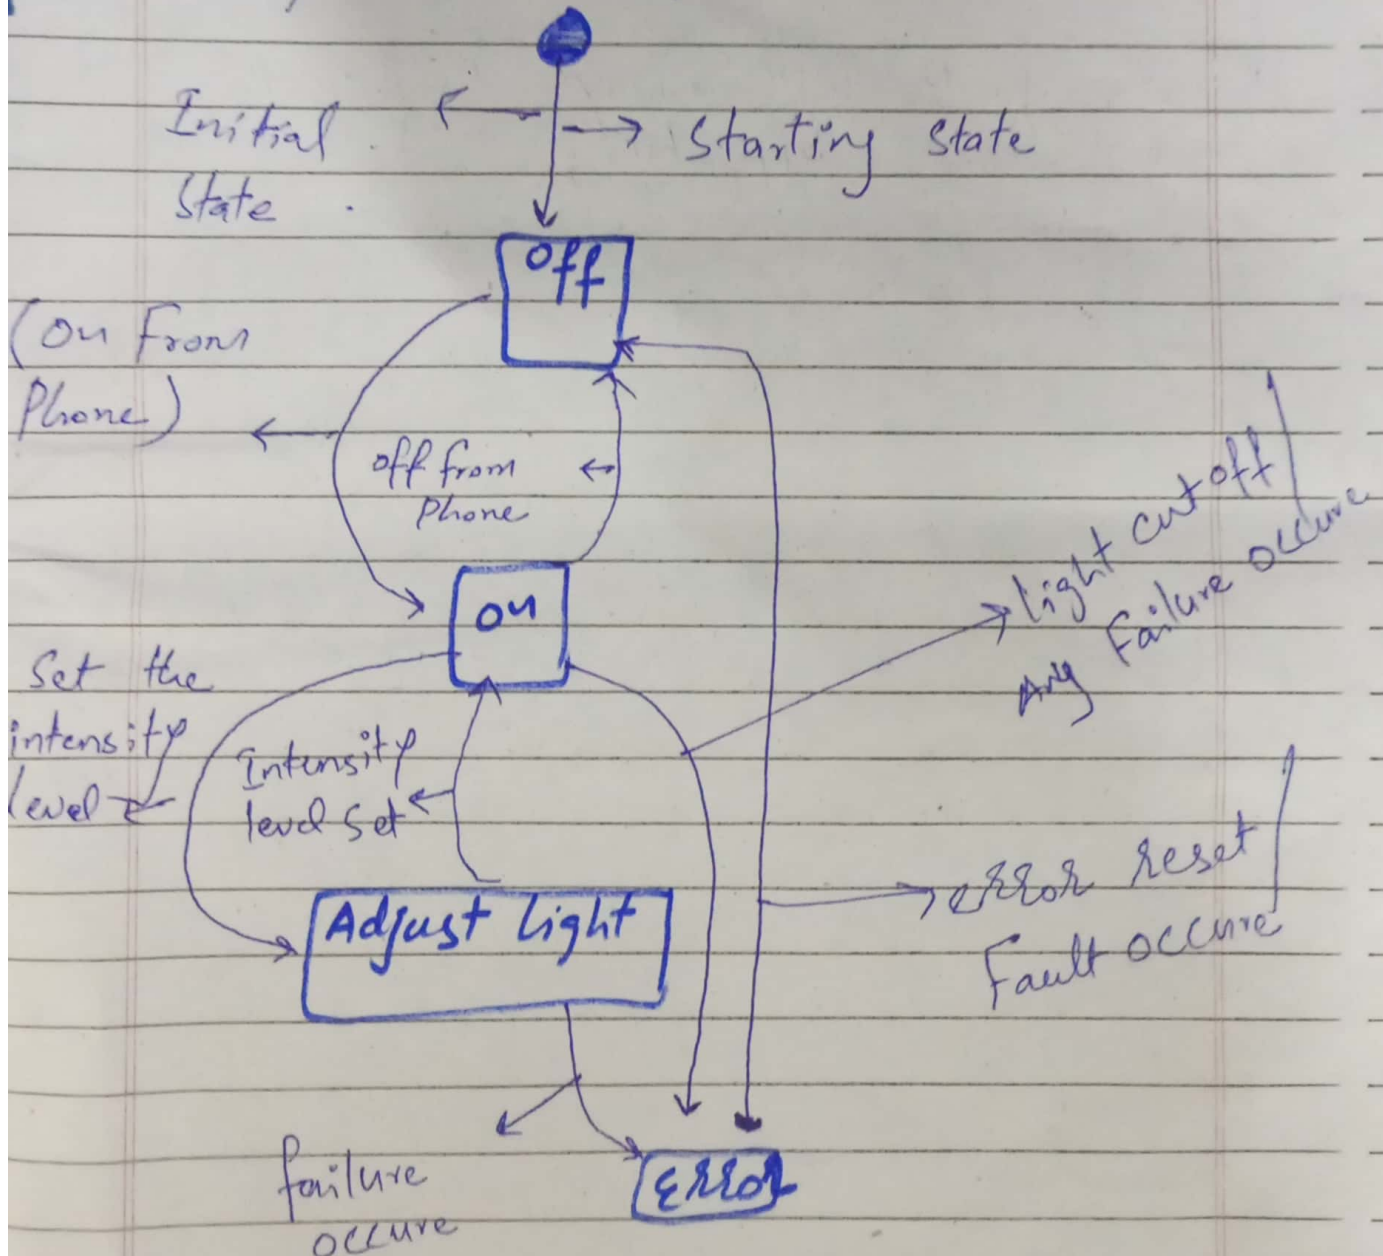 Initial
State
Starting State
Off
(On From
Phone)
Off from
Phone
On
light cut off
Any Failure occure
Set the
intensity
level
Intensity
level set
error reset
Fault occure
Adjust Light
failure
occure
Error